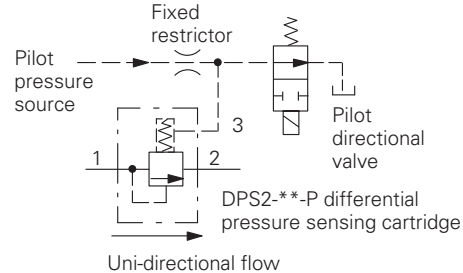 Fixed
restrictor
Pilot
pressure
source
Pilot
directional
valve
3
1
2
DPS2-**-P differential
pressure sensing cartridge
Uni-directional flow